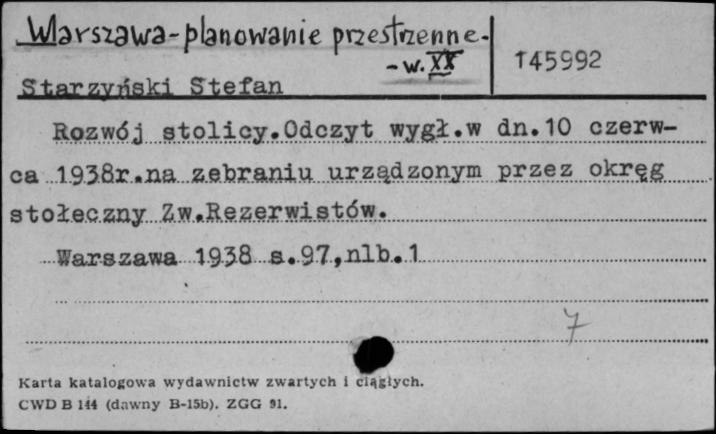 Warszawa-planowanie przestrzenne-
-w. XX
T45992
Starzyński Stefan
Rozwój stolicy.Odczyt wygł.w dn.10 czerw-
ca 1938r.na zebraniu urządzonym przez okręg
stołeczny Zw.Rezerwistów.
Warszawa 1938 s.97,nlb.1
7
Karta katalogowa wydawnictw zwartych i ciągłych.
CWD B 144 (dawny B-15b). ZGG 91.